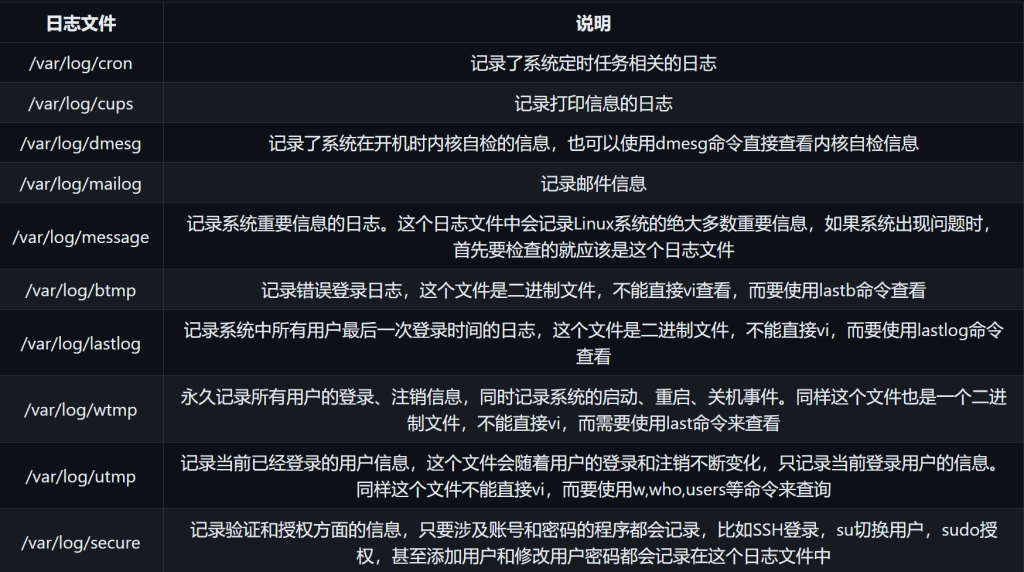 日志文件 说明
/var/log/cron 记录了系统定时任务相关的日志
/var/log/cups 记录打印信息的日志
/var/log/dmesg 记录了系统在开机时内核自检的信息，也可以使用dmesg命令直接查看内核自检信息
/var/log/mailog 记录邮件信息
/var/log/message 记录系统重要信息的日志。这个日志文件中会记录Linux系统的绝大多数重要信息，如果系统出现问题时，
首先要检查的就应该是这个日志文件
/var/log/btmp 记录错误登录日志，这个文件是二进制文件，不能直接vi查看，而要使用lastb命令查看
/var/log/lastlog 记录系统中所有用户最后一次登录时间的日志，这个文件是二进制文件，不能直接vi，而要使用lastlog命令
查看
/var/log/wtmp 永久记录所有用户的登录、注销信息，同时记录系统的启动、重启、关机事件。同样这个文件也是一个二进
制文件，不能直接vi，而需要使用last命令来查看
/var/log/utmp 记录当前已经登录的用户信息，这个文件会随着用户的登录和注销不断变化，只记录当前登录用户的信息。
同样这个文件不能直接vi，而要使用w,who,users等命令来查询
/var/log/secure 记录验证和授权方面的信息，只要涉及账号和密码的程序都会记录，比如SSH登录，su切换用户，sudo授
权，甚至添加用户和修改用户密码都会记录在这个日志文件中